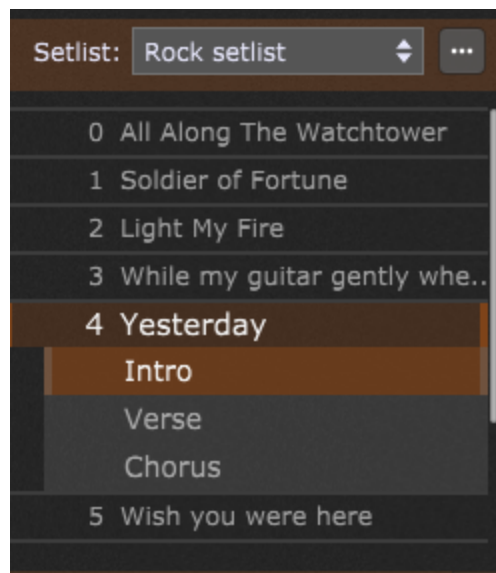 Setlist: Rock setlist ...
0 All Along The Watchtower
1 Soldier of Fortune
2 Light My Fire
3 While my guitar gently whe..
4 Yesterday
Intro
Verse
Chorus
5 Wish you were here